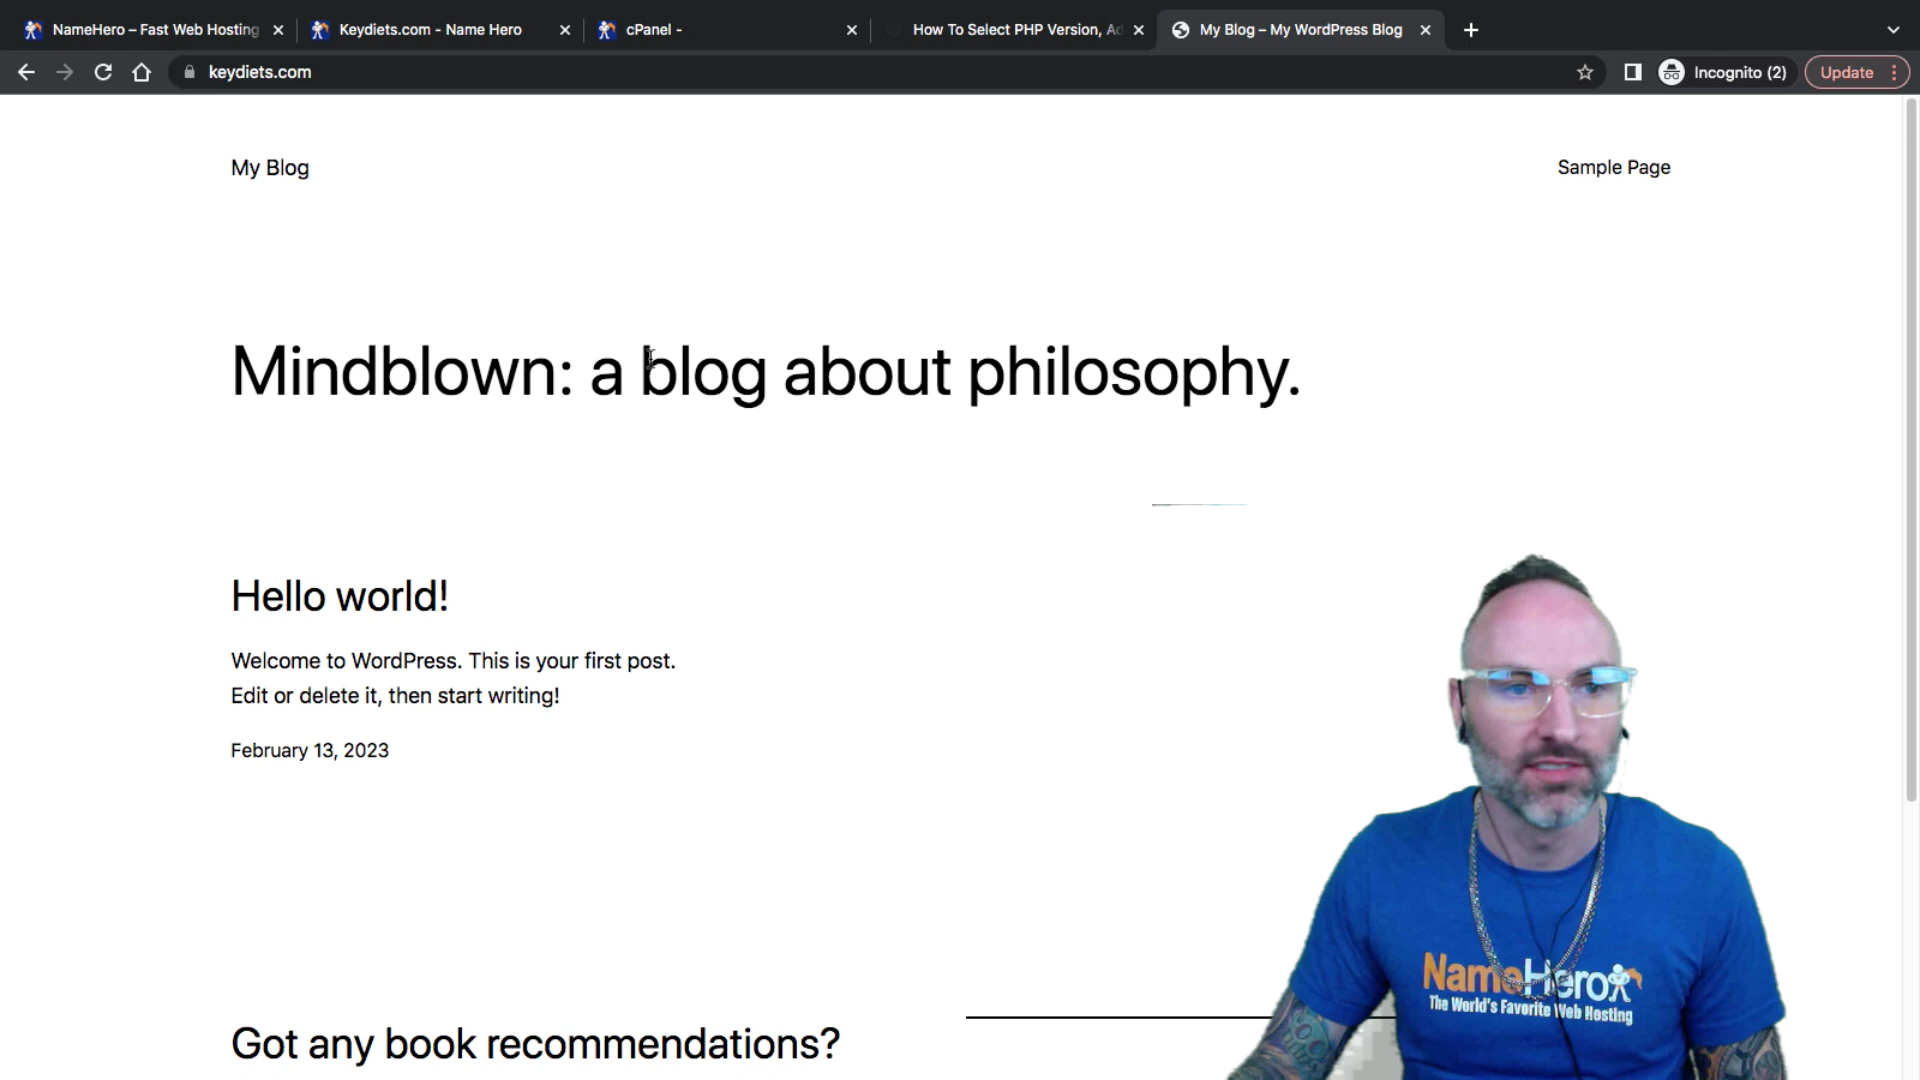 NameHero – Fast Web Hosting
Keydiets.com - Name Hero
cPanel -
How To Select PHP Version, Ad
My Blog – My WordPress Blog
keydiets.com
Incognito (2)
Update
My Blog
Sample Page
Mindblown: a blog about philosophy.
Hello world!
Welcome to WordPress. This is your first post.
Edit or delete it, then start writing!
February 13, 2023
NameHero
The World's Favorite Web Hosting
Got any book recommendations?